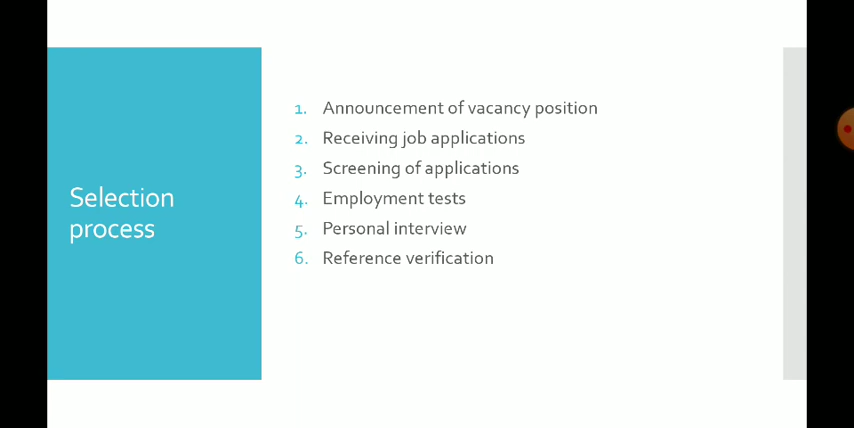 Selection
process
1. Announcement of vacancy position
2. Receiving job applications
3. Screening of applications
4. Employment tests
5. Personal interview
6. Reference verification